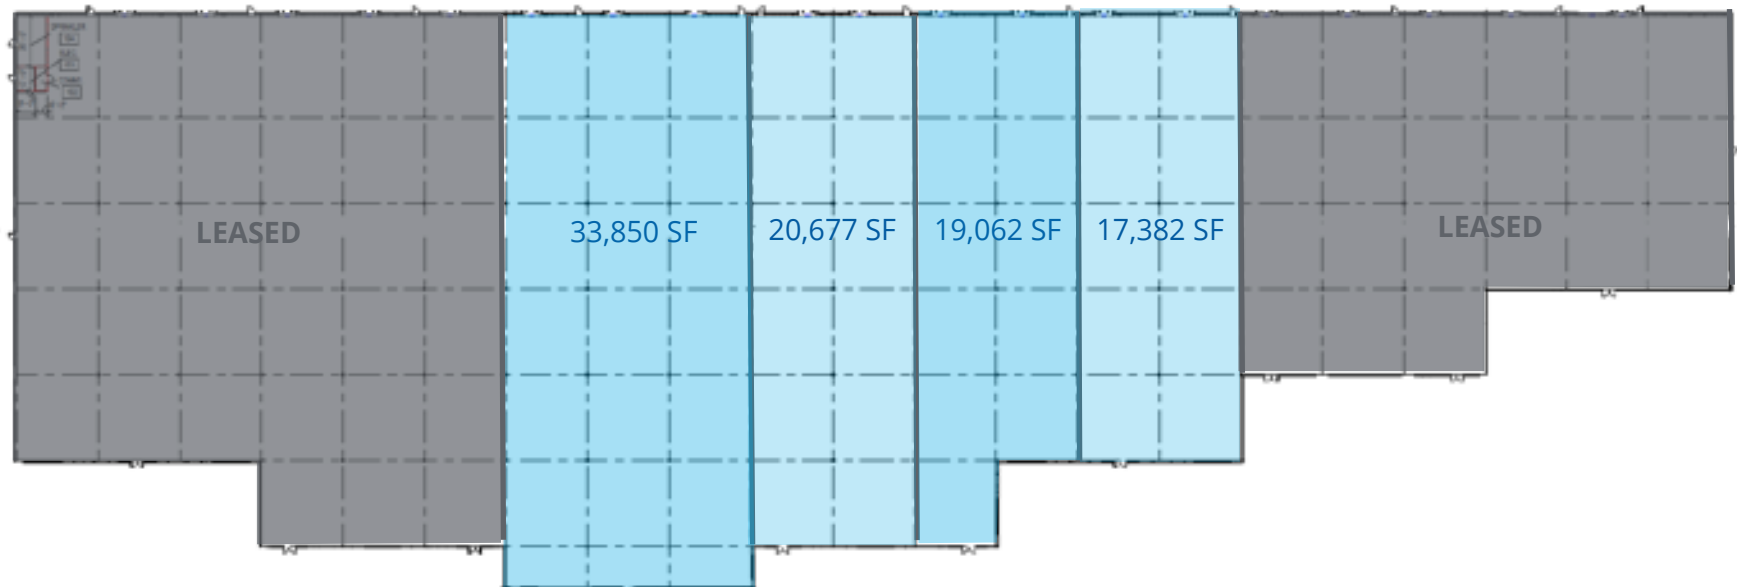 LEASED
33,850 SF
20,677 SF
19,062 SF
17,382 SF
LEASED